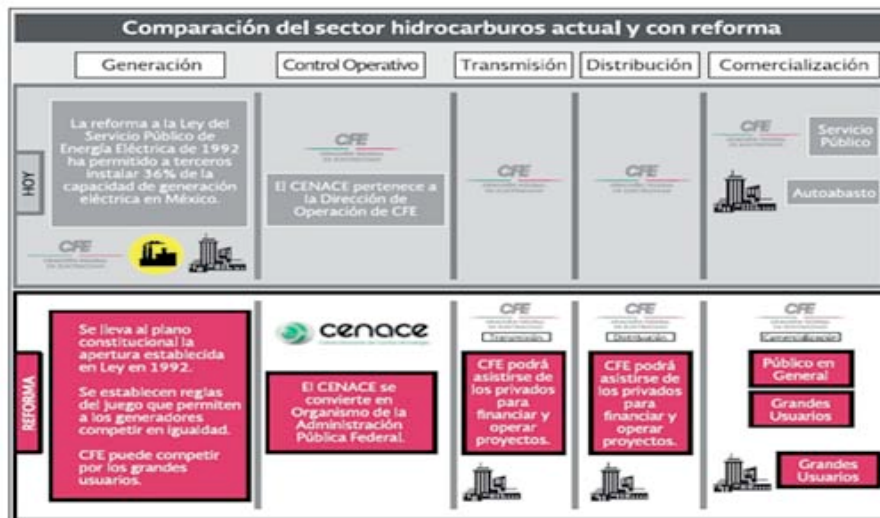 Comparación del sector hidrocarburos actual y con reforma
Generación
Control Operativo
Transmisión
Distribución
Comercialización
HOY
La reforma a la Ley del
Servicio Público de
Energía Eléctrica de 1992
ha permitido a terceros
instalar 36% de la
capacidad de generación
eléctrica en México.
CFE
CFE
El CENACE pertenece a
la Dirección de
Operación de CFE
CFE
CFE
CFE
Servicio
Público
Autoabasto
REFORMA
Se lleva al plano
constitucional la
apertura establecida
en Ley en 1992.
Se establecen reglas
del juego que permiten
a los generadores
competir en igualdad.
CFE puede competir
por los grandes
usuarios.
cenace
El CENACE se
convierte en
Organismo de la
Administración
Pública Federal.
CFE
Transmisión
CFE podrá
asistirse de
los privados
para
financiar y
operar
proyectos.
CFE
Distribución
CFE podrá
asistirse de
los privados
para
financiar y
operar
proyectos.
CFE
Comercialización
Público en
General
Grandes
Usuarios
Grandes
Usuarios